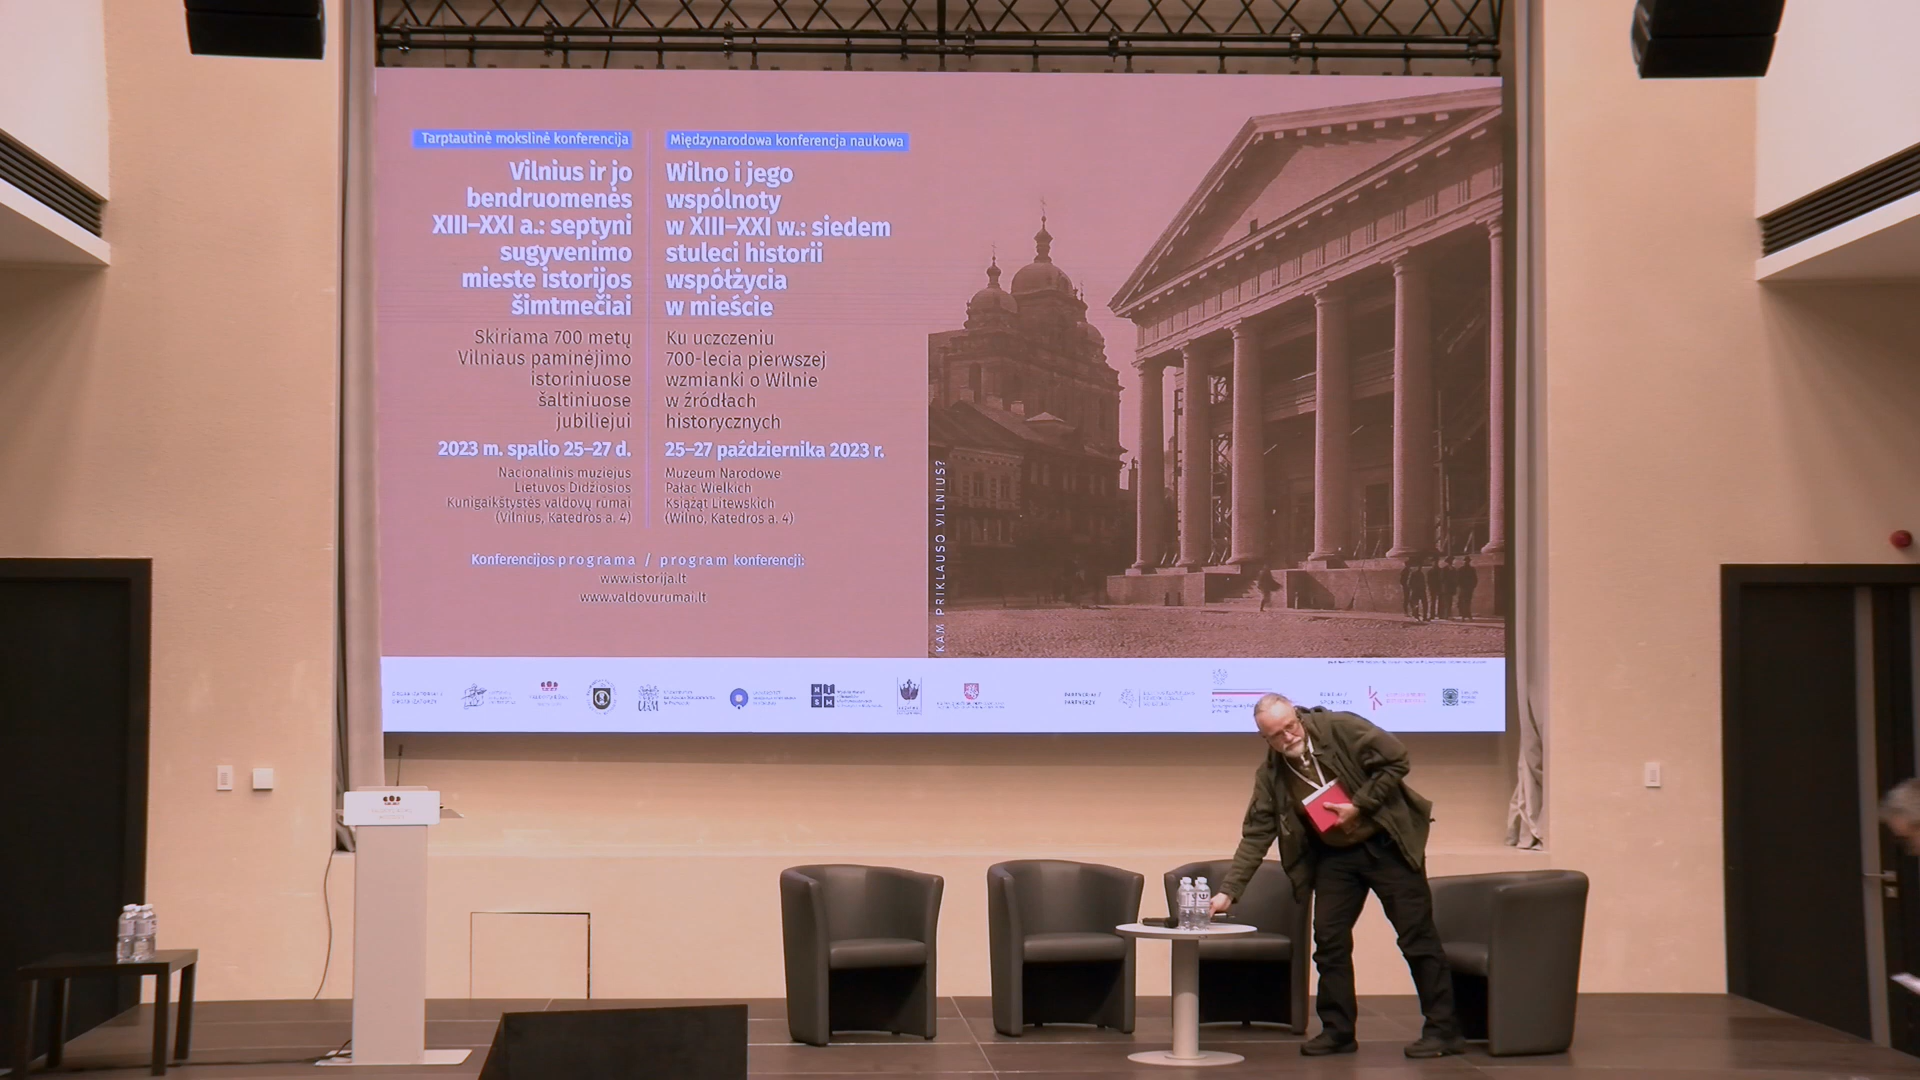 Tarptautinė mokslinė konferencija
Vilnius ir jo
bendruomenės
XIII–XXI a.: septyni
sugyvenimo
mieste istorijos
šimtmečiai
Skiriama 700 metų
Vilniaus paminėjimo
istoriniuose
šaltiniuose
jubiliejui
2023 m. spalio 25–27 d.
Nacionalinis muziejus
Lietuvos Didžiosios
Kunigaikštystės valdovų rumai
(Vilnius, Katedros a. 4)
Międzynarodowa konferencja naukowa
Wilno i jego
wspólnoty
w XIII–XXI w.: siedem
stuleci historii
współżycia
w mieście
Ku uczczeniu
700-lecia pierwszej
wzmianki o Wilnie
w źródłach
historycznych
25–27 października 2023 r.
Muzeum Narodowe
Pałac Wielkich
Książąt Litewskich
(Wilno, Katedros a. 4)
Konferencijos programa / program konferencji:
www.istorija.lt
www.valdovurumai.lt
KAM PRIKLAUSO VILNIUS?
PARTNERIAI /
PARTNERZY